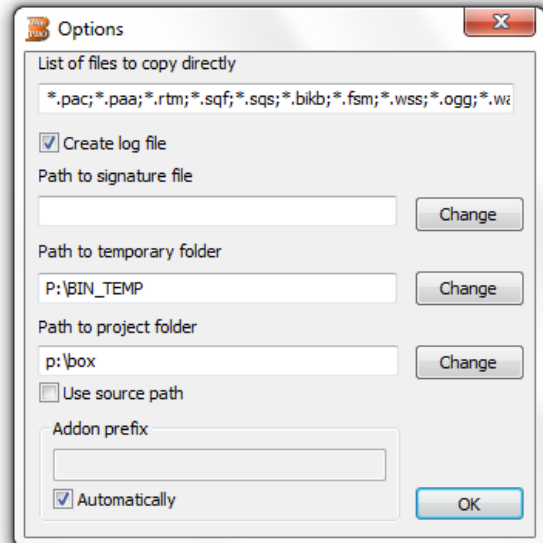 Options
List of files to copy directly
*.pac;*.paa;*.rtm;*.sqf;*.sqs;*.bikb;*.fsm;*.wss;*.ogg;*.wa
Create log file
Path to signature file
Change
Path to temporary folder
P:\BIN_TEMP
Change
Path to project folder
p:\box
Change
Use source path
Addon prefix
Automatically
OK